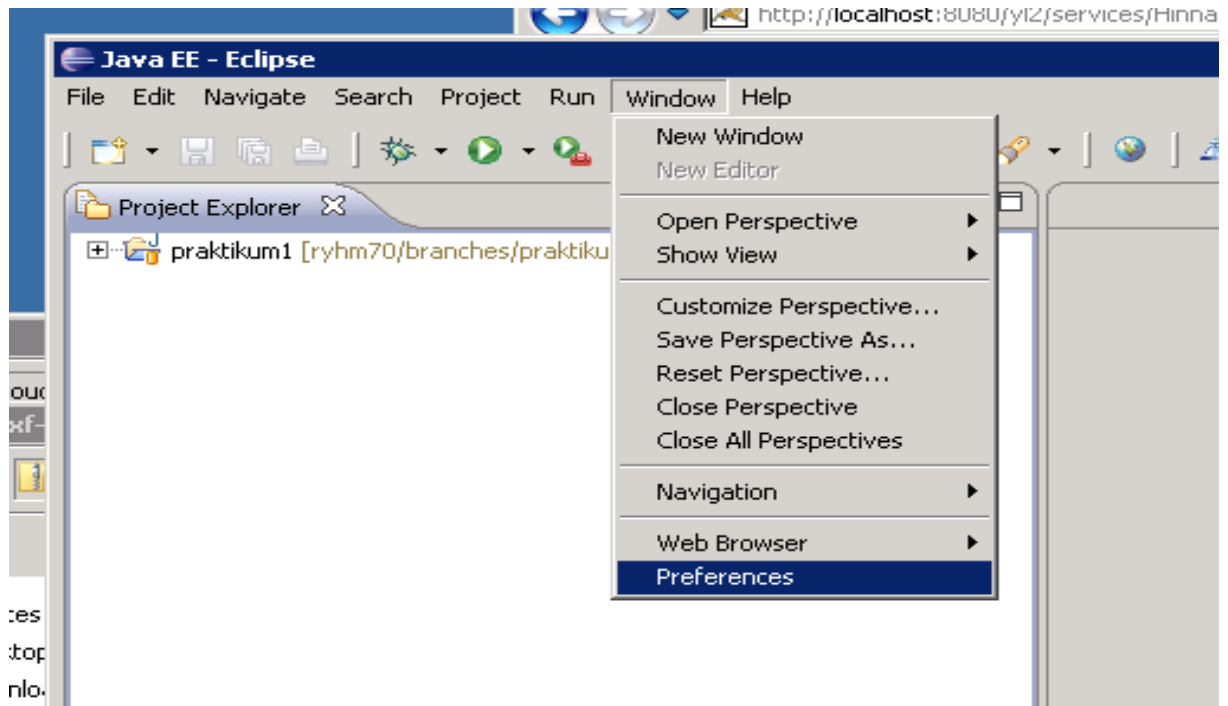 http://localhost:8080/yl2/services/Hinna
Java EE - Eclipse
File Edit Navigate Search Project Run Window Help
New Window
New Editor
Project Explorer
Open Perspective
praktikum1 [ryhm70/branches/praktiku
Show View
Customize Perspective...
Save Perspective As...
Reset Perspective...
Close Perspective
Close All Perspectives
Navigation
Web Browser
Preferences